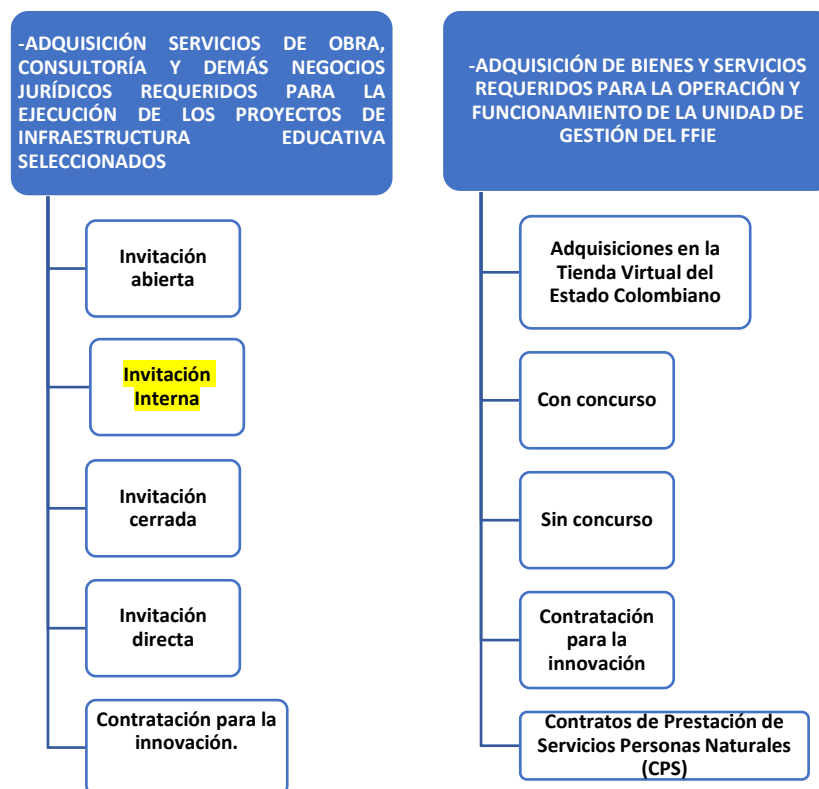 -ADQUISICIÓN SERVICIOS DE OBRA,
CONSULTORÍA Y DEMÁS NEGOCIOS
JURÍDICOS REQUERIDOS PARA LA
EJECUCIÓN DE LOS PROYECTOS DE
INFRAESTRUCTURA EDUCATIVA
SELECCIONADOS
Invitación
abierta
Invitación
Interna
Invitación
cerrada
Invitación
directa
Contratación para la
innovación.
-ADQUISICIÓN DE BIENES Y SERVICIOS
REQUERIDOS PARA LA OPERACIÓN Y
FUNCIONAMIENTO DE LA UNIDAD DE
GESTIÓN DEL FFIE
Adquisiciones en la
Tienda Virtual del
Estado Colombiano
Con concurso
Sin concurso
Contratación
para la
innovación
Contratos de Prestación de
Servicios Personas Naturales
(CPS)